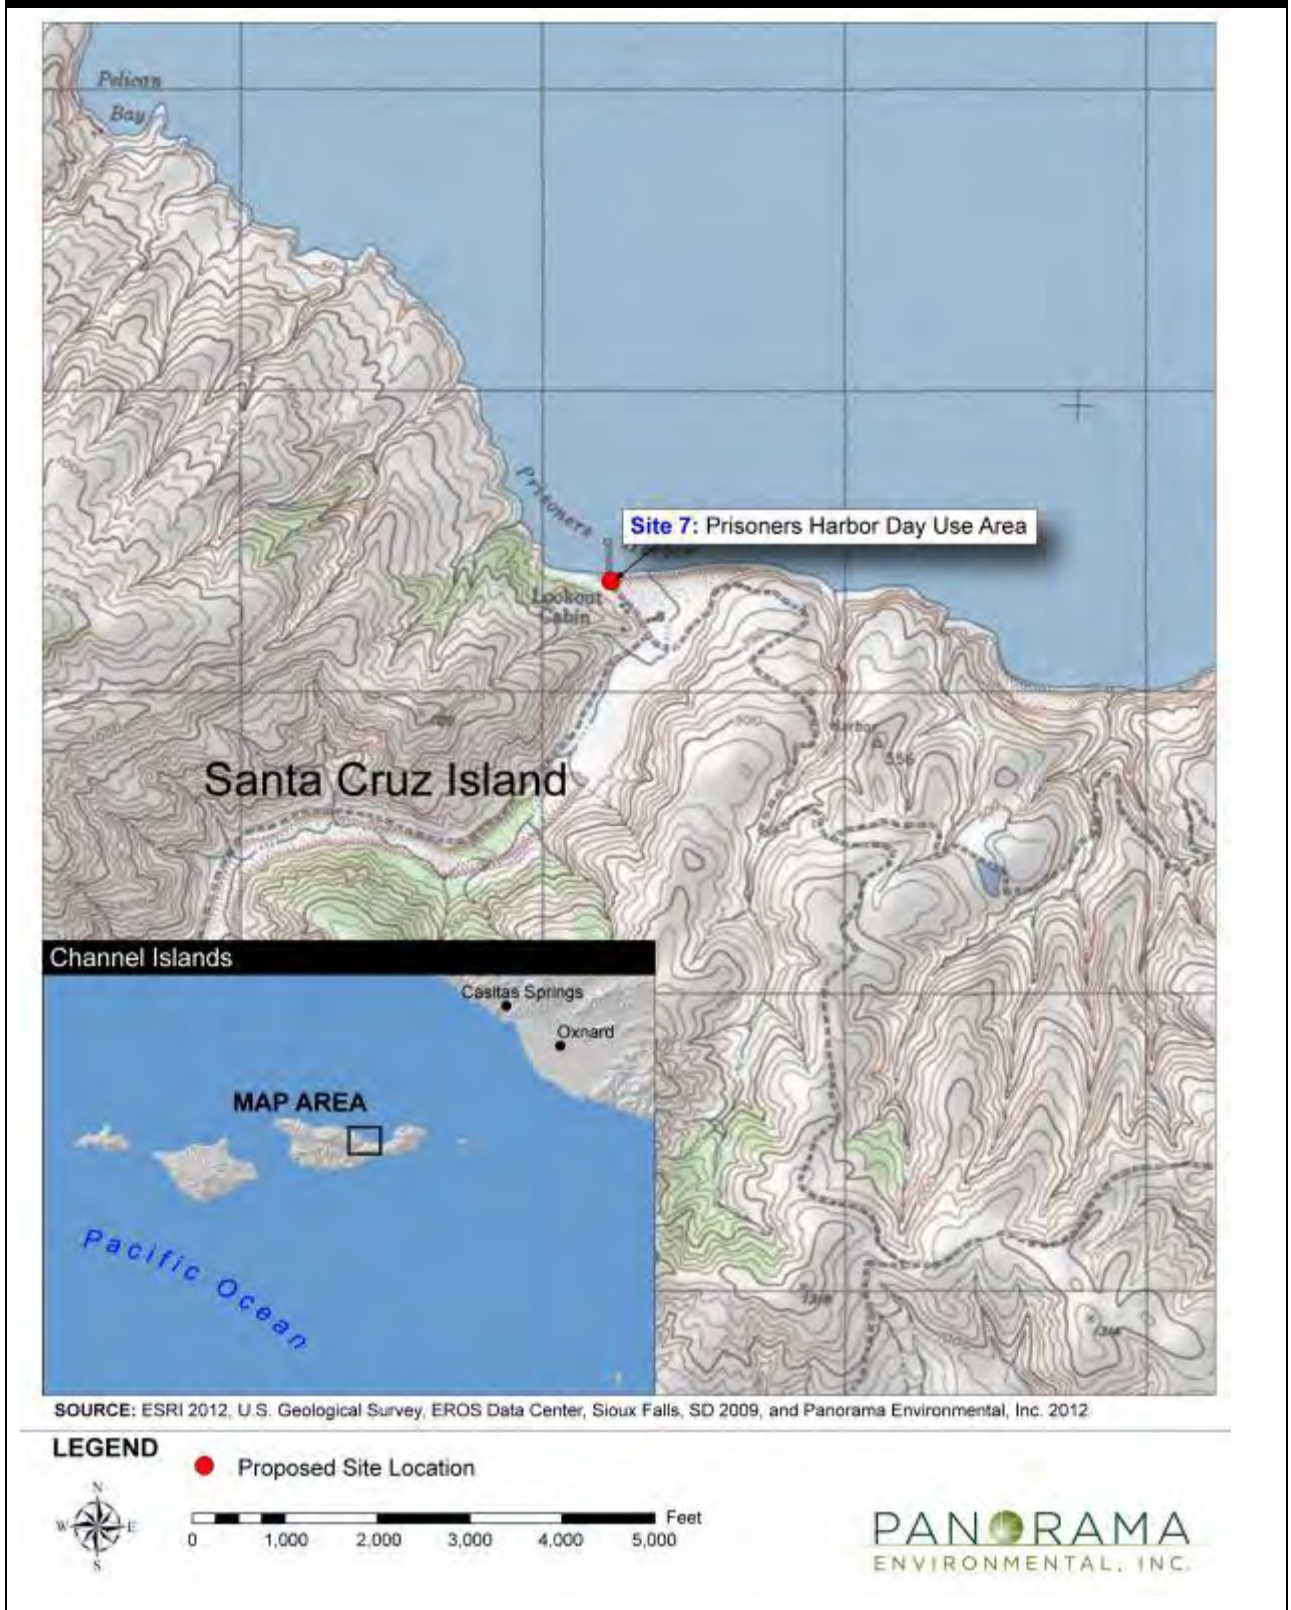 Pelican
Bay
Prisoners
Site 7: Prisoners Harbor Day Use Area
Lookout
Cabin
Harbor
556
Santa Cruz Island
Channel Islands
Casitas Springs
Oxnard
MAP AREA
Pacific Ocean
SOURCE: ESRI 2012, U.S. Geological Survey, EROS Data Center, Sioux Falls, SD 2009, and Panorama Environmental, Inc. 2012
LEGEND
Proposed Site Location
N
W E
S
Feet
0 1,000 2,000 3,000 4,000 5,000
PANORAMA
ENVIRONMENTAL, INC.